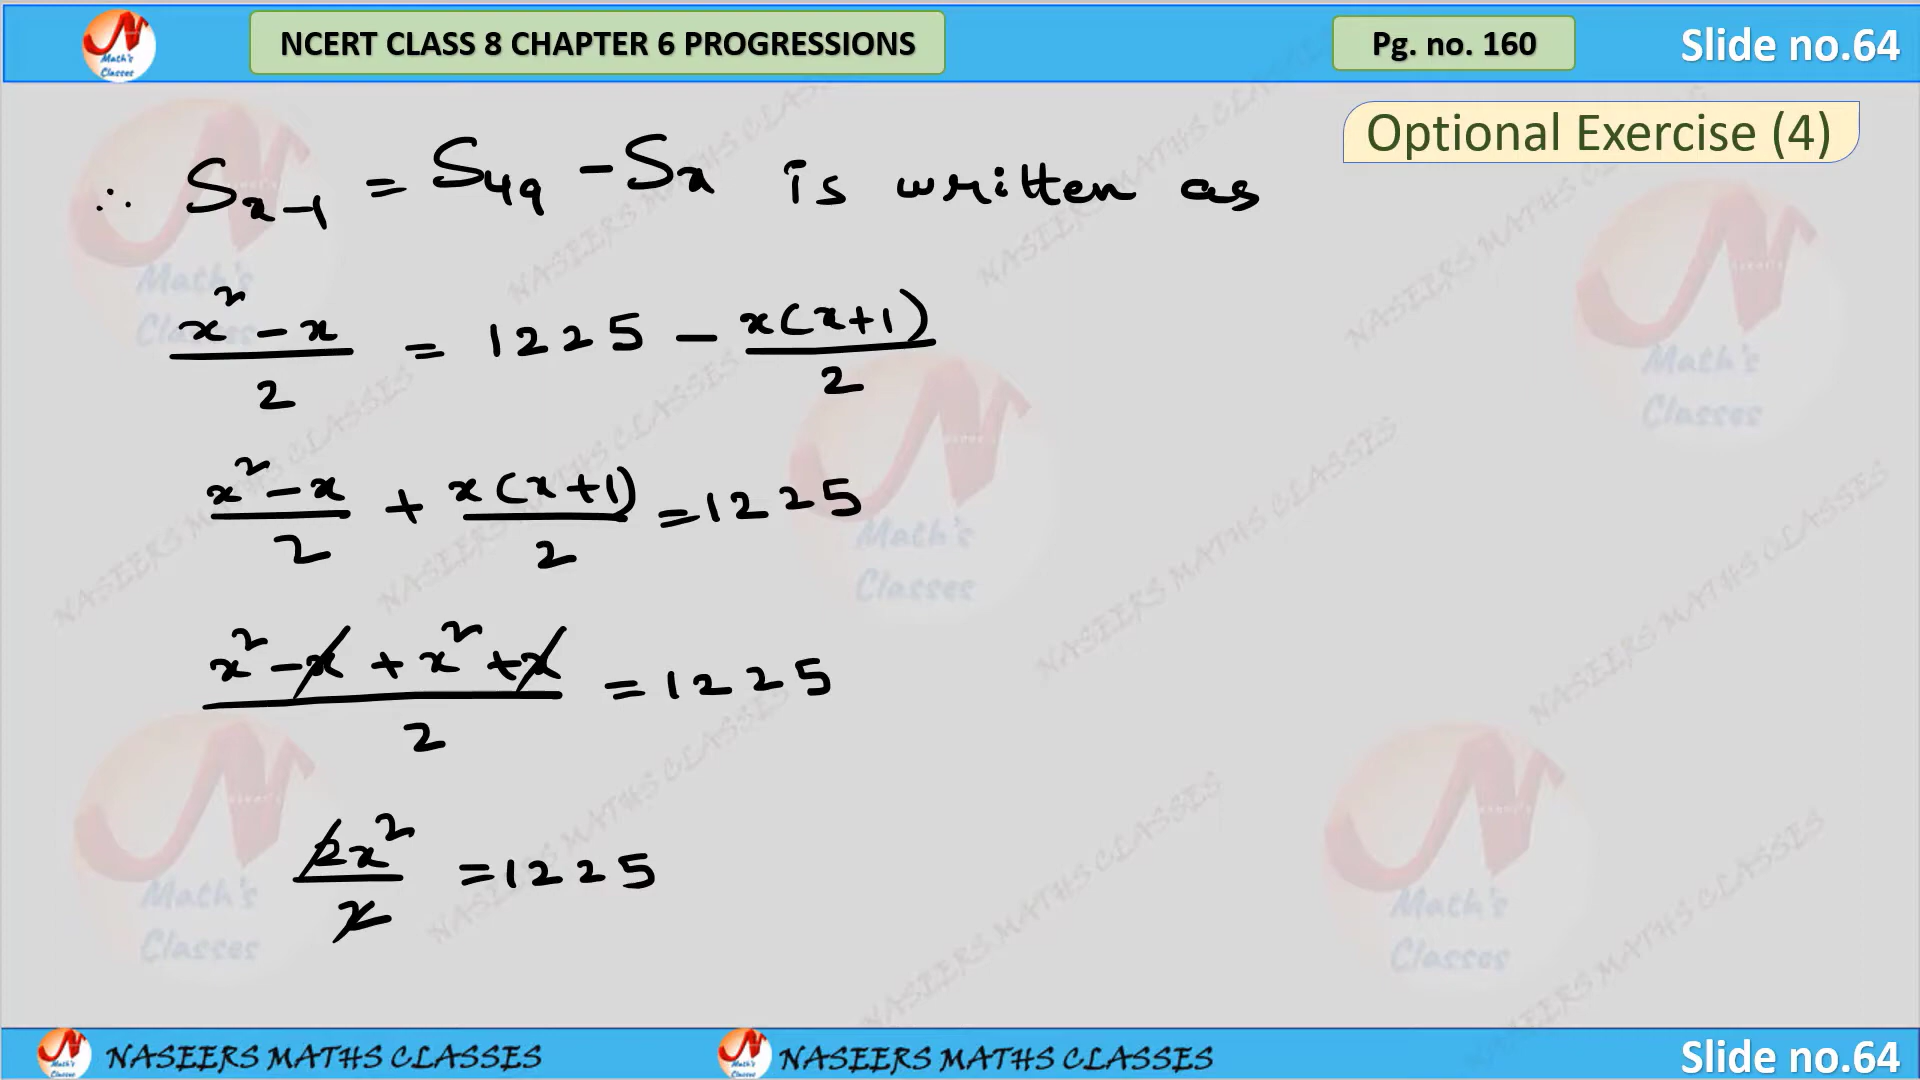 NCERT CLASS 8 CHAPTER 6 PROGRESSIONS
Pg. no. 160
Slide no.64
Math's
Classes
Optional Exercise (4)
∴ Sₓ₋₁ = S₄₉ - Sₓ is written as
(x² - x)/2 = 1225 - x(x+1)/2
(x² - x)/2 + x(x+1)/2 = 1225
(x² - x + x² + x)/2 = 1225
2x²/2 = 1225
NASEERS MATHS CLASSES
NASEERS MATHS CLASSES
Slide no.64